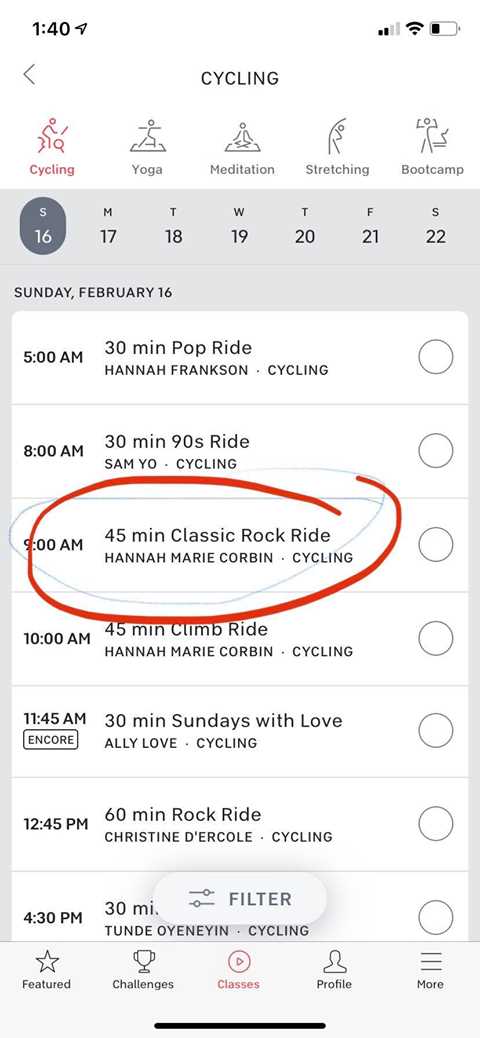 1:40
CYCLING
Cycling Yoga Meditation Stretching Bootcamp
S M T W T F S
16 17 18 19 20 21 22
SUNDAY, FEBRUARY 16
5:00 AM 30 min Pop Ride
HANNAH FRANKSON · CYCLING
8:00 AM 30 min 90s Ride
SAM YO · CYCLING
9:00 AM 45 min Classic Rock Ride
HANNAH MARIE CORBIN · CYCLING
10:00 AM 45 min Climb Ride
HANNAH MARIE CORBIN · CYCLING
11:45 AM 30 min Sundays with Love
ENCORE ALLY LOVE · CYCLING
12:45 PM 60 min Rock Ride
CHRISTINE D'ERCOLE · CYCLING
FILTER
4:30 PM 30
TUNDE OYENEYIN · CYCLING
Featured Challenges Classes Profile More